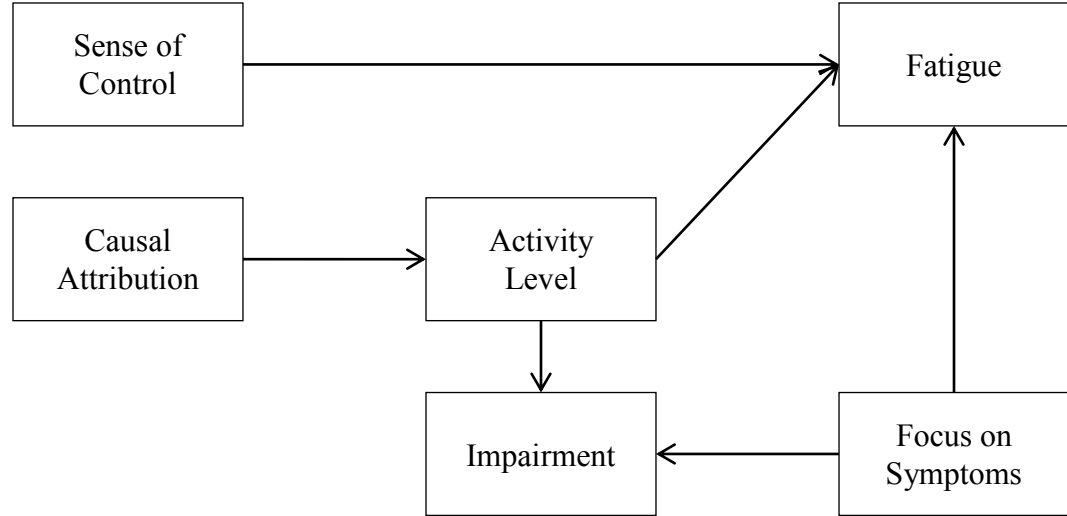 Sense of
Control
Fatigue
Causal
Attribution
Activity
Level
Impairment
Focus on
Symptoms